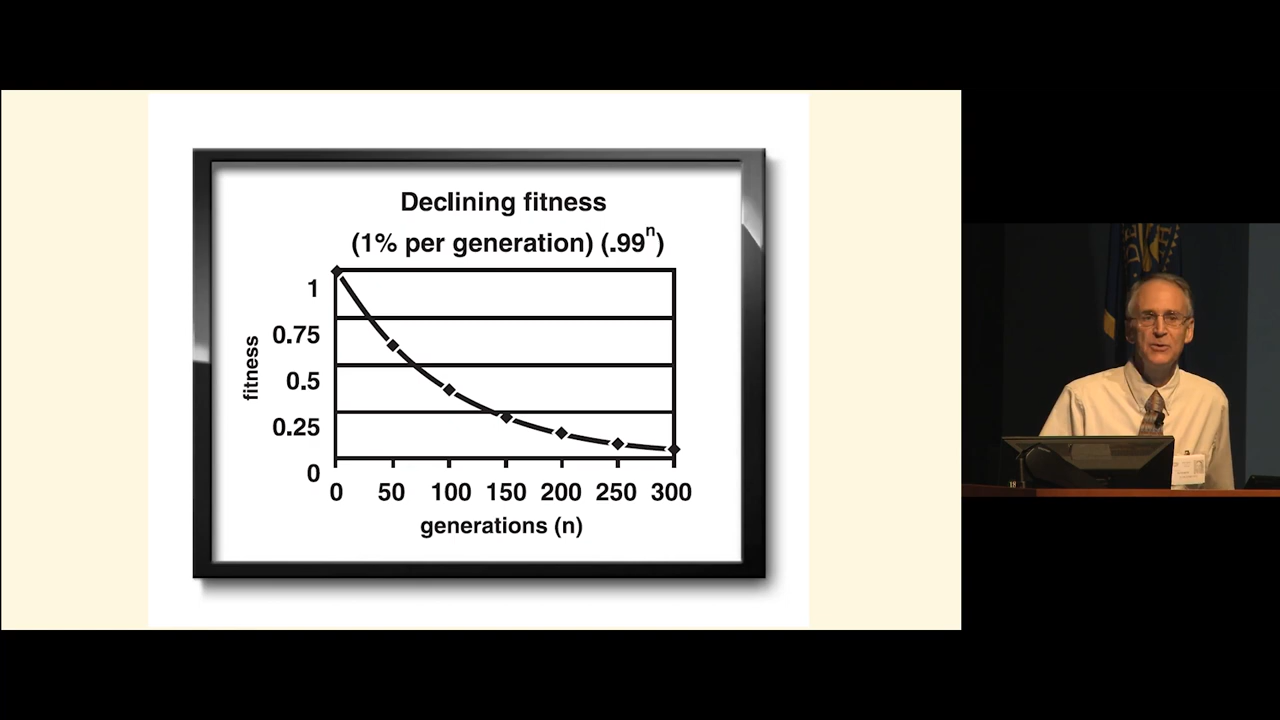 Declining fitness
(1% per generation) (.99ⁿ)
1
0.75
0.5
0.25
0
fitness
0 50 100 150 200 250 300
generations (n)
18